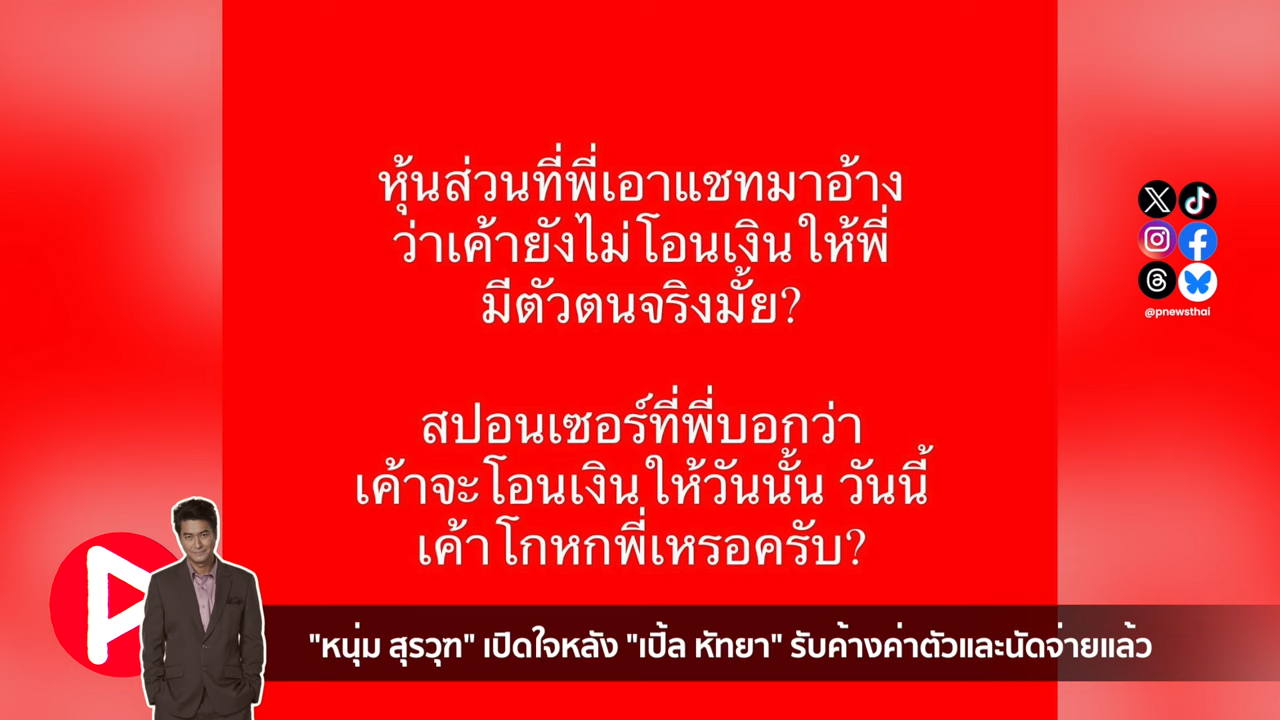 หุ้นส่วนที่พี่เอาแชทมาอ้าง
ว่าเค้ายังไม่โอนเงินให้พี่
มีตัวตนจริงมั้ย?
สปอนเซอร์ที่พี่บอกว่า
เค้าจะโอนเงินให้วันนั้น วันนี้
เค้าโกหกพี่เหรอครับ?
@pnewsthai
"หนุ่ม สุรวุฑ" เปิดใจหลัง "เปิ้ล หัทยา" รับค้างค่าตัวและนัดจ่ายแล้ว